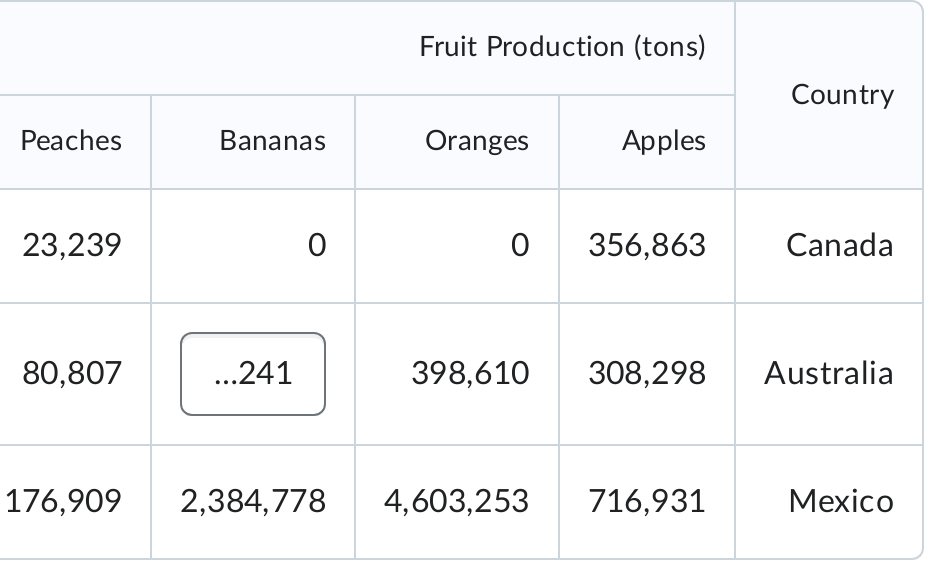 Fruit Production (tons) Country
Peaches Bananas Oranges Apples
23,239 0 0 356,863 Canada
80,807 ...241 398,610 308,298 Australia
176,909 2,384,778 4,603,253 716,931 Mexico